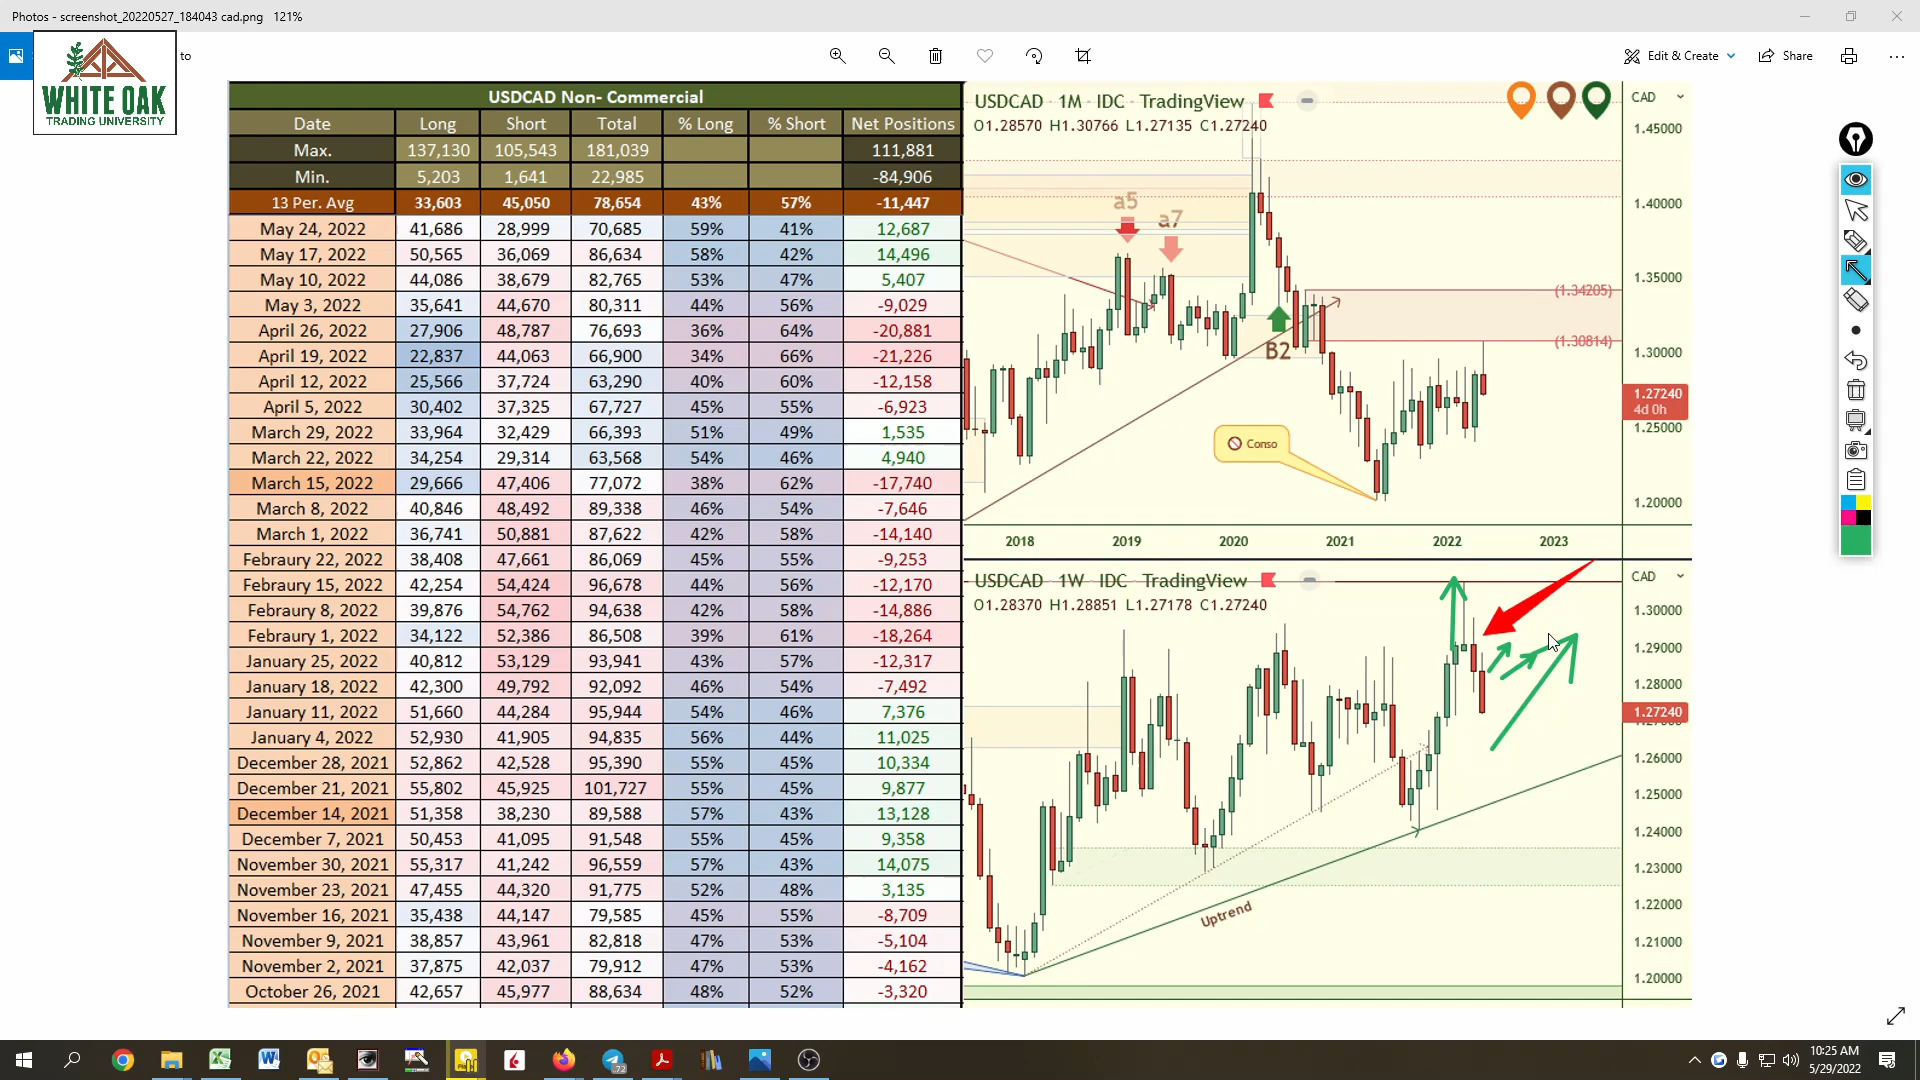 Photos - screenshot_20220527_184043 cad.png 121%
WHITE OAK
TRADING UNIVERSITY
to
Edit & Create
Share
USDCAD Non- Commercial
Date Long Short Total % Long % Short Net Positions
Max. 137,130 105,543 181,039 111,881
Min. 5,203 1,641 22,985 -84,906
13 Per. Avg 33,603 45,050 78,654 43% 57% -11,447
May 24, 2022 41,686 28,999 70,685 59% 41% 12,687
May 17, 2022 50,565 36,069 86,634 58% 42% 14,496
May 10, 2022 44,086 38,679 82,765 53% 47% 5,407
May 3, 2022 35,641 44,670 80,311 44% 56% -9,029
April 26, 2022 27,906 48,787 76,693 36% 64% -20,881
April 19, 2022 22,837 44,063 66,900 34% 66% -21,226
April 12, 2022 25,566 37,724 63,290 40% 60% -12,158
April 5, 2022 30,402 37,325 67,727 45% 55% -6,923
March 29, 2022 33,964 32,429 66,393 51% 49% 1,535
March 22, 2022 34,254 29,314 63,568 54% 46% 4,940
March 15, 2022 29,666 47,406 77,072 38% 62% -17,740
March 8, 2022 40,846 48,492 89,338 46% 54% -7,646
March 1, 2022 36,741 50,881 87,622 42% 58% -14,140
Febraury 22, 2022 38,408 47,661 86,069 45% 55% -9,253
Febraury 15, 2022 42,254 54,424 96,678 44% 56% -12,170
Febraury 8, 2022 39,876 54,762 94,638 42% 58% -14,886
Febraury 1, 2022 34,122 52,386 86,508 39% 61% -18,264
January 25, 2022 40,812 53,129 93,941 43% 57% -12,317
January 18, 2022 42,300 49,792 92,092 46% 54% -7,492
January 11, 2022 51,660 44,284 95,944 54% 46% 7,376
January 4, 2022 52,930 41,905 94,835 56% 44% 11,025
December 28, 2021 52,862 42,528 95,390 55% 45% 10,334
December 21, 2021 55,802 45,925 101,727 55% 45% 9,877
December 14, 2021 51,358 38,230 89,588 57% 43% 13,128
December 7, 2021 50,453 41,095 91,548 55% 45% 9,358
November 30, 2021 55,317 41,242 96,559 57% 43% 14,075
November 23, 2021 47,455 44,320 91,775 52% 48% 3,135
November 16, 2021 35,438 44,147 79,585 45% 55% -8,709
November 9, 2021 38,857 43,961 82,818 47% 53% -5,104
November 2, 2021 37,875 42,037 79,912 47% 53% -4,162
October 26, 2021 42,657 45,977 88,634 48% 52% -3,320
USDCAD · 1M · IDC · TradingView
O1.28570 H1.30766 L1.27135 C1.27240
CAD
1.45000
1.40000
1.35000
1.30000
1.27240
4d 0h
1.25000
1.20000
a5
a7
B2
(1.34205)
(1.30814)
Conso
2018 2019 2020 2021 2022 2023
USDCAD · 1W · IDC · TradingView
O1.28370 H1.28851 L1.27178 C1.27240
CAD
1.30000
1.29000
1.28000
1.27240
1.26000
1.25000
1.24000
1.23000
1.22000
1.21000
1.20000
Uptrend
72
10:25 AM
5/29/2022